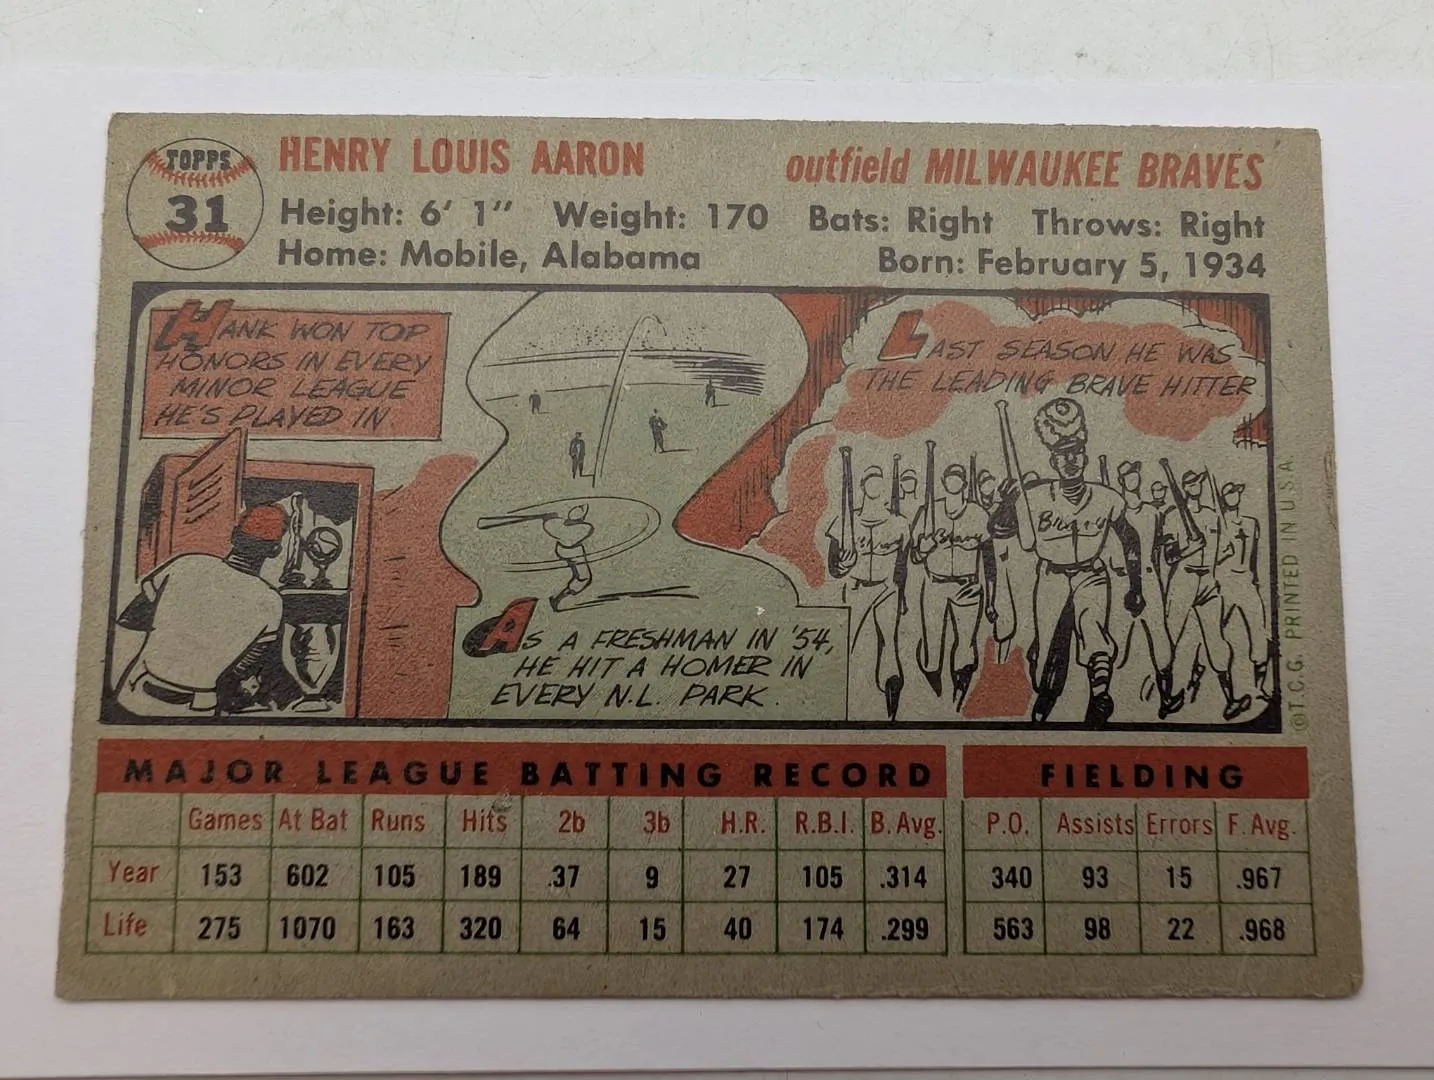 TOPPS
31
HENRY LOUIS AARON outfield MILWAUKEE BRAVES
Height: 6' 1" Weight: 170 Bats: Right Throws: Right
Home: Mobile, Alabama Born: February 5, 1934
HANK WON TOP
HONORS IN EVERY
MINOR LEAGUE
HE'S PLAYED IN.
AS A FRESHMAN IN '54,
HE HIT A HOMER IN
EVERY N.L. PARK.
LAST SEASON HE WAS
THE LEADING BRAVE HITTER
Braves
Braves
Braves
©T.C.G. PRINTED IN U.S.A.
MAJOR LEAGUE BATTING RECORD FIELDING
Games At Bat Runs Hits 2b 3b H.R. R.B.I. B. Avg. P.O. Assists Errors F. Avg.
Year 153 602 105 189 37 9 27 105 .314 340 93 15 .967
Life 275 1070 163 320 64 15 40 174 .299 563 98 22 .968